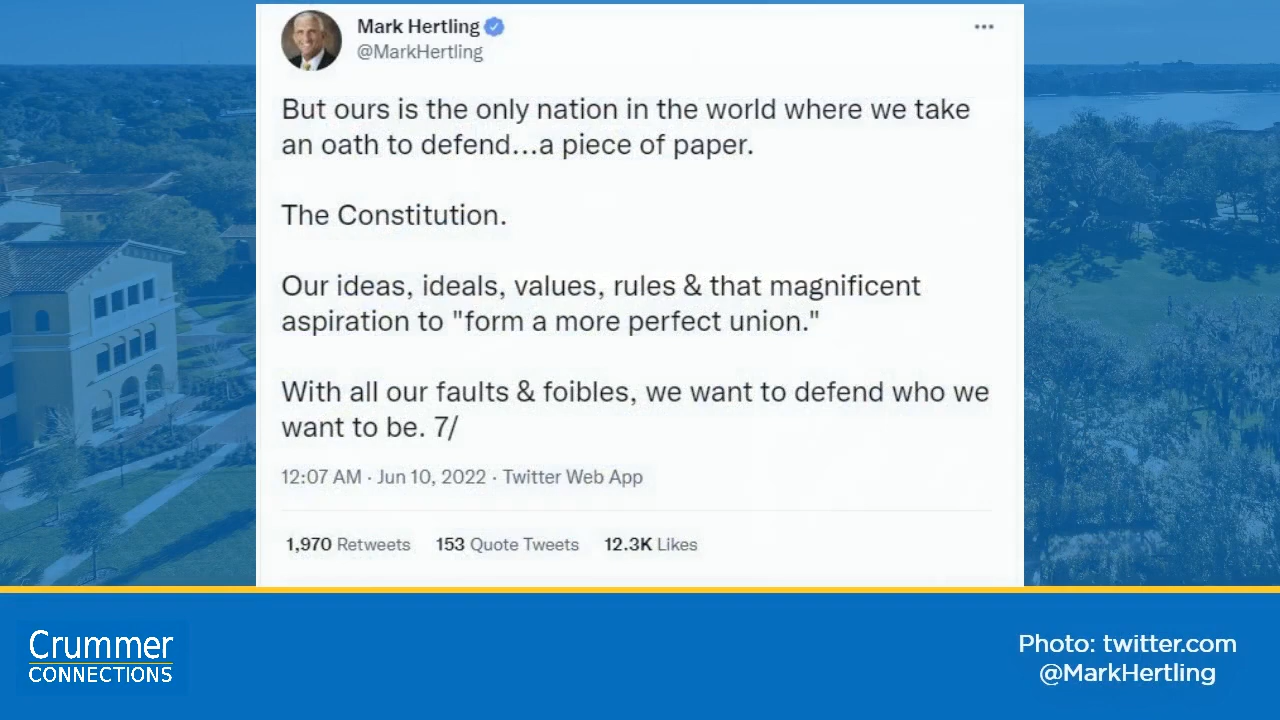 Mark Hertling
@MarkHertling
But ours is the only nation in the world where we take
an oath to defend...a piece of paper.
The Constitution.
Our ideas, ideals, values, rules & that magnificent
aspiration to "form a more perfect union."
With all our faults & foibles, we want to defend who we
want to be. 7/
12:07 AM · Jun 10, 2022 · Twitter Web App
1,970 Retweets 153 Quote Tweets 12.3K Likes
Crummer
CONNECTIONS
Photo: twitter.com
@MarkHertling